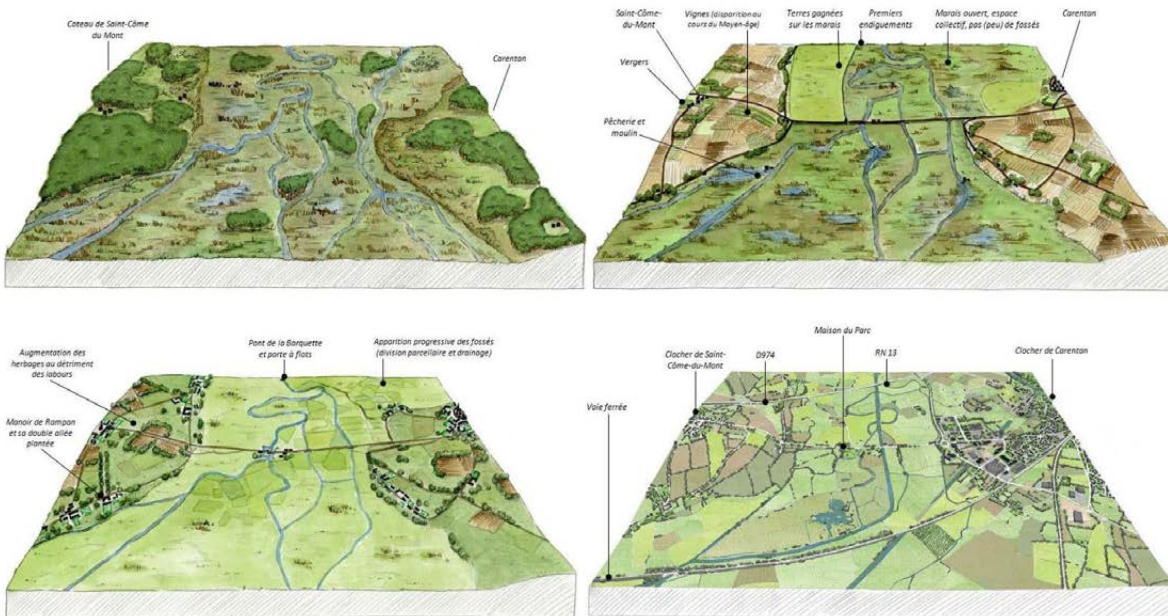 Coteau de Saint-Côme
du Mont
Carentan
Saint-Côme-
du-Mont
Vergers
Vignes (disparition au
cours du Moyen-âge)
Terres gagnées
sur les marais
Premiers
endiguements
Marais ouvert, espace
collectif, pas (peu) de fossés
Carentan
Pêcherie et
moulin
Augmentation des
herbages au détriment
des labours
Manoir de Rampan
et sa double allée
plantée
Pont de la Barquette
et porte à flots
Apparition progressive des fossés
(division parcellaire et drainage)
Voie ferrée
Clocher de Saint-
Côme-du-Mont
D974
Maison du Parc
RN 13
Clocher de Carentan